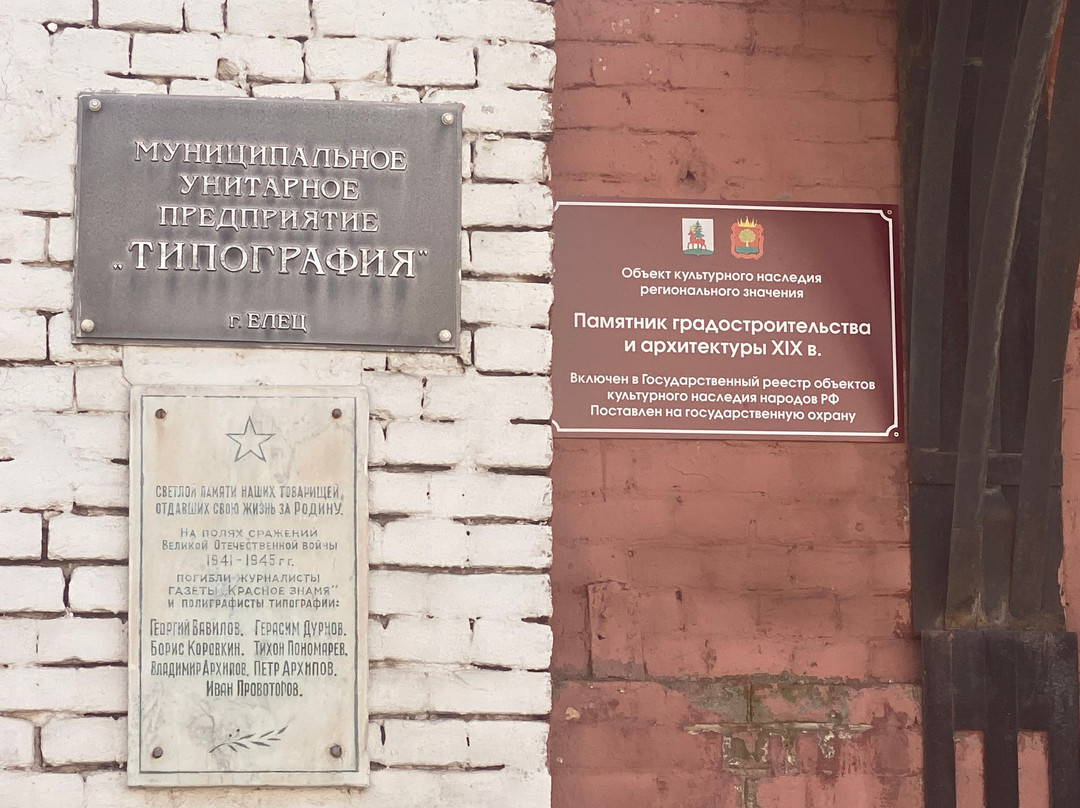 МУНИЦИПАЛЬНОЕ
УНИТАРНОЕ
ПРЕДПРИЯТИЕ
„ТИПОГРАФИЯ"
г. ЕЛЕЦ
СВЕТЛОЙ ПАМЯТИ НАШИХ ТОВАРИЩЕЙ,
ОТДАВШИХ СВОЮ ЖИЗНЬ ЗА РОДИНУ.
НА ПОЛЯХ СРАЖЕНИЙ
ВЕЛИКОЙ ОТЕЧЕСТВЕННОЙ ВОЙНЫ
1941-1945 г г.
ПОГИБЛИ ЖУРНАЛИСТЫ
ГАЗЕТЫ „КРАСНОЕ ЗНАМЯ"
И ПОЛИГРАФИСТЫ ТИПОГРАФИИ:
ГЕОРГИЙ ВАВИЛОВ. ГЕРАСИМ ДУРНОВ.
БОРИС КОРОВКИН. ТИХОН ПОНОМАРЕВ.
ВЛАДИМИР АРХИПОВ. ПЕТР АРХИПОВ.
ИВАН ПРОВОТОРОВ.
Объект культурного наследия
регионального значения
Памятник градостроительства
и архитектуры XIX в.
Включен в Государственный реестр объектов
культурного наследия народов РФ
Поставлен на государственную охрану